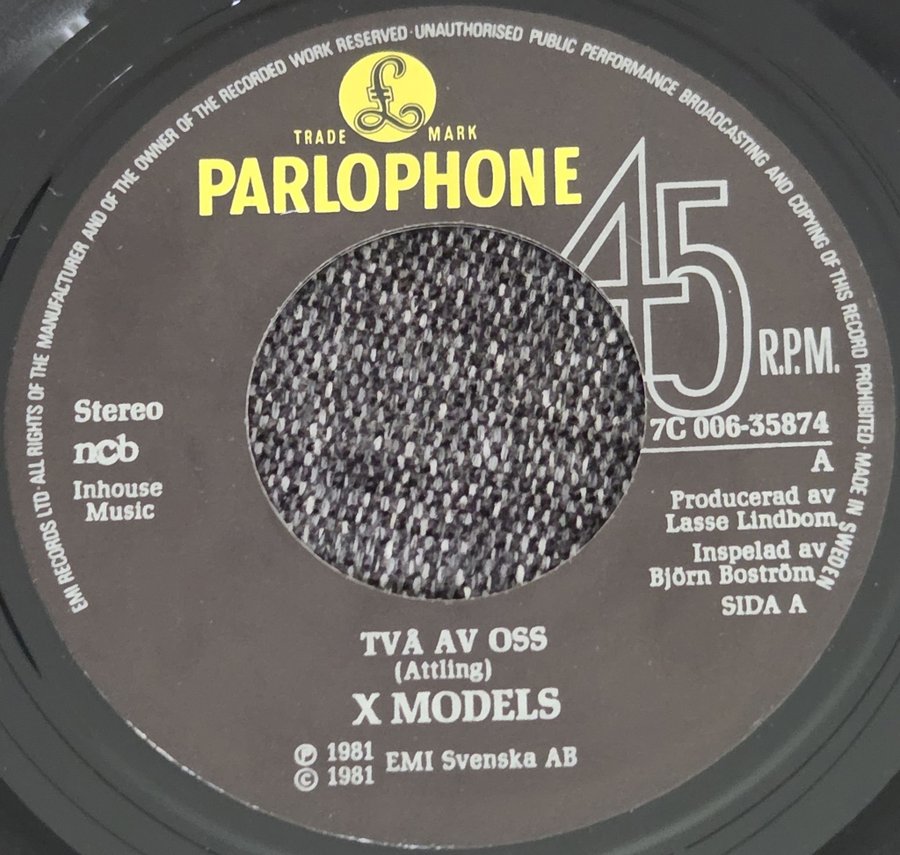 EMI RECORDS LTD · ALL RIGHTS OF THE MANUFACTURER AND OF THE OWNER OF THE RECORDED WORK RESERVED · UNAUTHORISED PUBLIC PERFORMANCE BROADCASTING AND COPYING OF THIS RECORD PROHIBITED · MADE IN SWEDEN
£
TRADE MARK
PARLOPHONE
45 R.P.M.
Stereo
ncb
Inhouse
Music
7C 006-35874
A
Producerad av
Lasse Lindbom
Inspelad av
Björn Boström
SIDA A
TVÅ AV OSS
(Attling)
X MODELS
℗ 1981
© 1981
EMI Svenska AB